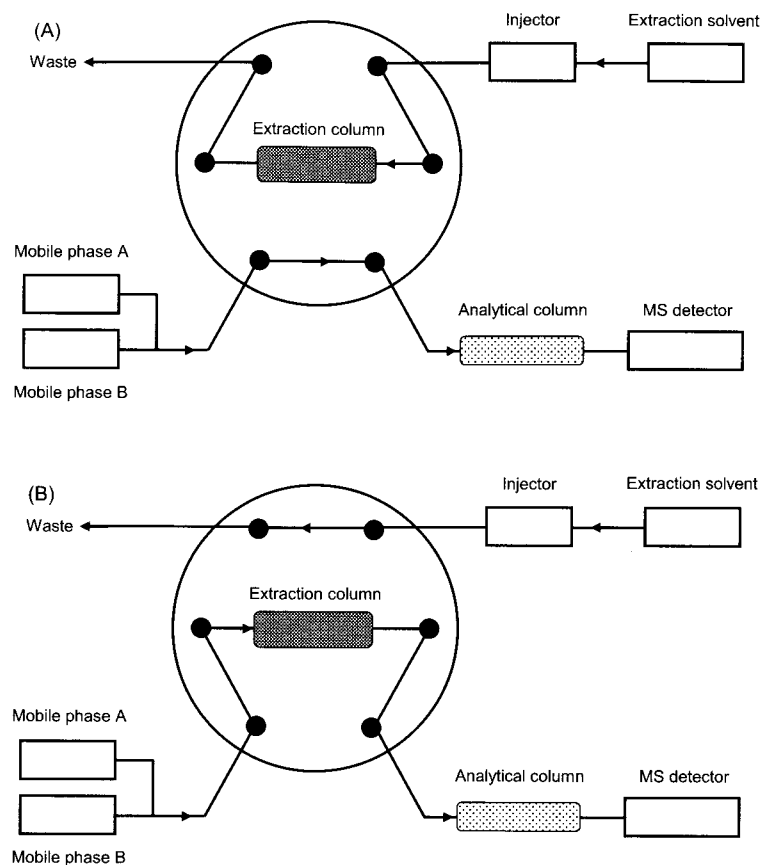 (A)
Injector
Extraction solvent
Waste
Extraction column
Mobile phase A
Analytical column
MS detector
Mobile phase B
(B)
Injector
Extraction solvent
Waste
Extraction column
Mobile phase A
Analytical column
MS detector
Mobile phase B